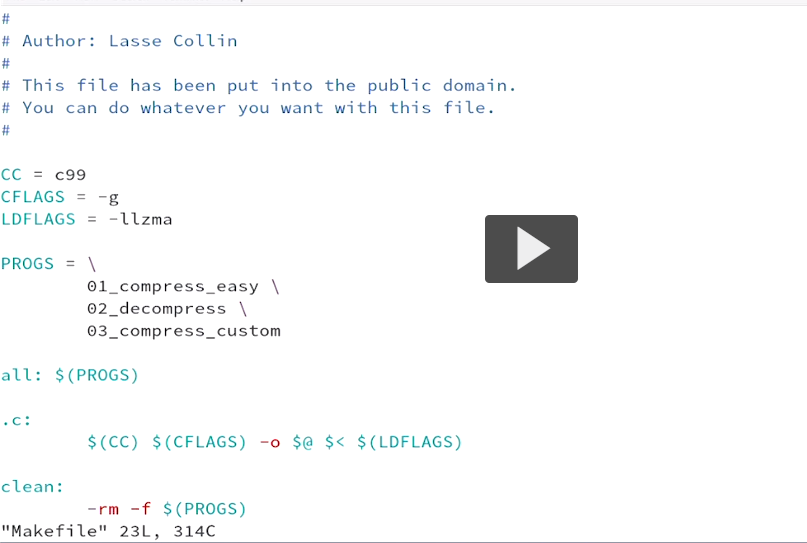 #
# Author: Lasse Collin
#
# This file has been put into the public domain.
# You can do whatever you want with this file.
#
CC = c99
CFLAGS = -g
LDFLAGS = -llzma
PROGS = \
01_compress_easy \
02_decompress \
03_compress_custom
all: $(PROGS)
.c:
$(CC) $(CFLAGS) -o $@ $< $(LDFLAGS)
clean:
-rm -f $(PROGS)
"Makefile" 23L, 314C